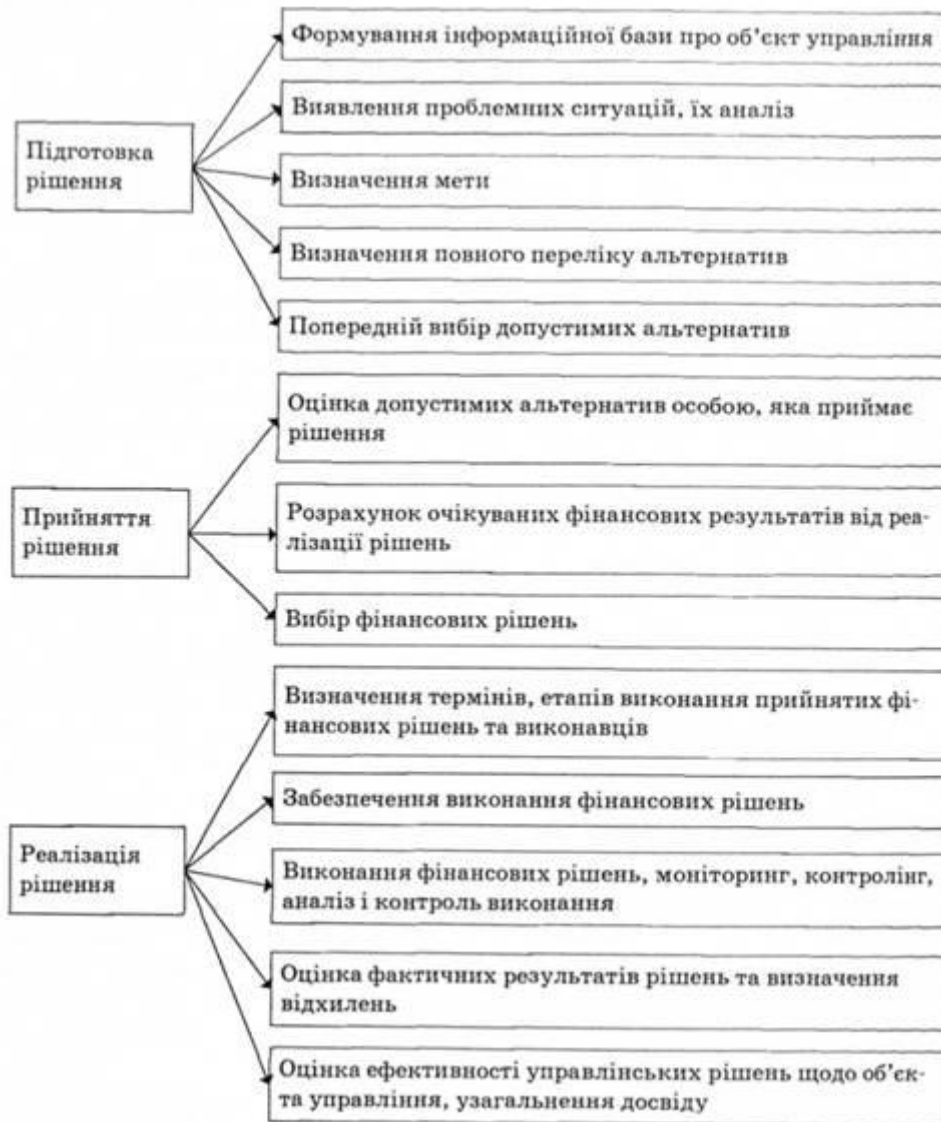 Підготовка
рішення
Формування інформаційної бази про об’єкт управління
Виявлення проблемних ситуацій, їх аналіз
Визначення мети
Визначення повного переліку альтернатив
Попередній вибір допустимих альтернатив
Прийняття
рішення
Оцінка допустимих альтернатив особою, яка приймає
рішення
Розрахунок очікуваних фінансових результатів від реа-
лізації рішень
Вибір фінансових рішень
Реалізація
рішення
Визначення термінів, етапів виконання прийнятих фі-
нансових рішень та виконавців
Забезпечення виконання фінансових рішень
Виконання фінансових рішень, моніторинг, контролінг,
аналіз і контроль виконання
Оцінка фактичних результатів рішень та визначення
відхилень
Оцінка ефективності управлінських рішень щодо об’єк-
та управління, узагальнення досвіду